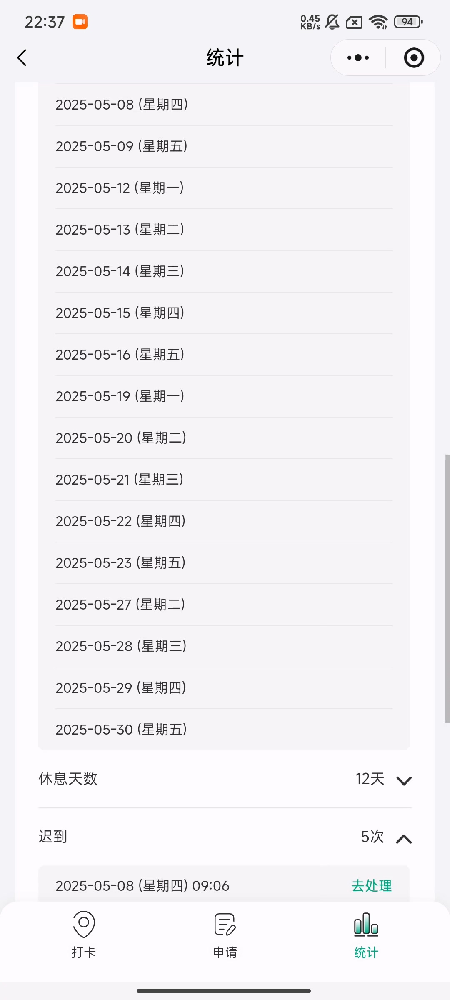 22:37
0.45
KB/s
94
统计
2025-05-08 (星期四)
2025-05-09 (星期五)
2025-05-12 (星期一)
2025-05-13 (星期二)
2025-05-14 (星期三)
2025-05-15 (星期四)
2025-05-16 (星期五)
2025-05-19 (星期一)
2025-05-20 (星期二)
2025-05-21 (星期三)
2025-05-22 (星期四)
2025-05-23 (星期五)
2025-05-27 (星期二)
2025-05-28 (星期三)
2025-05-29 (星期四)
2025-05-30 (星期五)
休息天数 12天
迟到 5次
2025-05-08 (星期四) 09:06 去处理
打卡 申请 统计